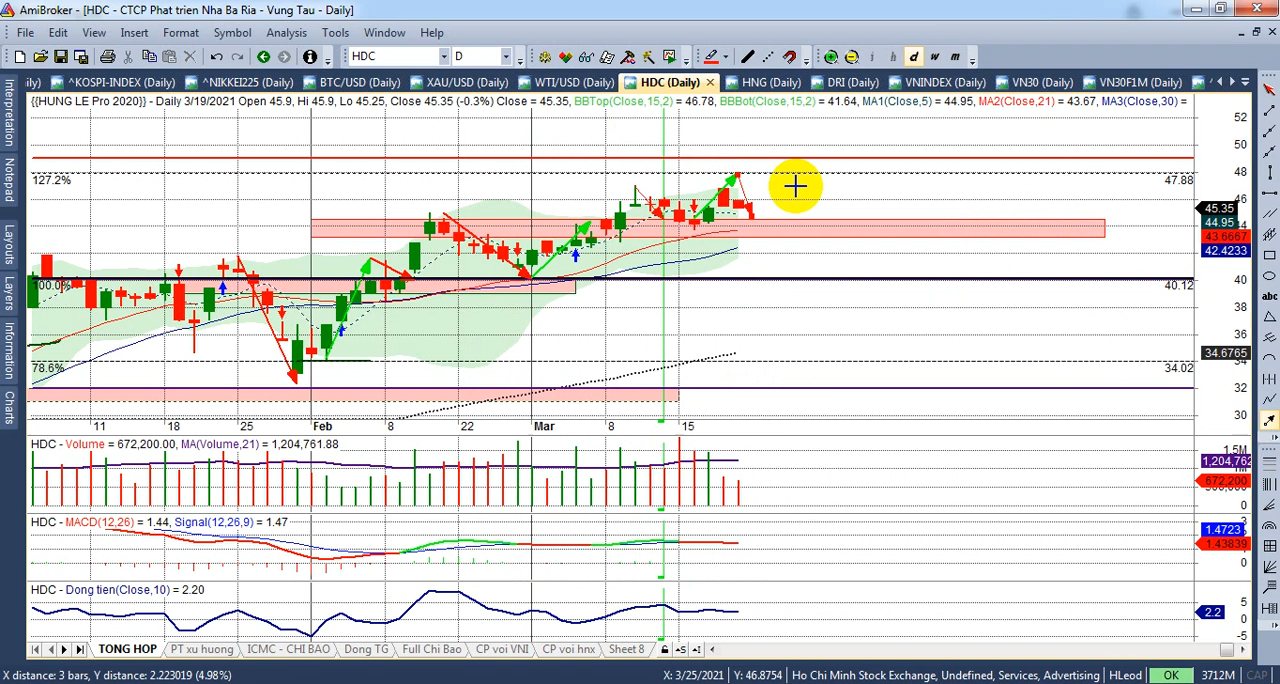 AmiBroker - [HDC - CTCP Phat trien Nha Ba Ria - Vung Tau - Daily]
File Edit View Insert Format Symbol Analysis Tools Window Help
HDC D i h d w m
ily) ^KOSPI-INDEX (Daily) ^NIKKEI225 (Daily) BTC/USD (Daily) XAU/USD (Daily) WTI/USD (Daily) HDC (Daily) HNG (Daily) DRI (Daily) VNINDEX (Daily) VN30 (Daily) VN30F1M (Daily)
{{HUNG LE Pro 2020}} - Daily 3/19/2021 Open 45.9, Hi 45.9, Lo 45.25, Close 45.35 (-0.3%) Close = 45.35, BBTop(Close,15,2) = 46.78, BBBot(Close,15,2) = 41.64, MA1(Close,5) = 44.95, MA2(Close,21) = 43.67, MA3(Close,30) =
Interpretation
Notepad
Layouts
Layers
Information
Charts
abc
52
50
48
127.2% 47.88
46
45.35
44.95
44
43.6667
42.4233
40
100.0% 40.12
38
36
34.6765
34
78.6% 34.02
32
30
11 18 25 Feb 8 22 Mar 8 15
HDC - Volume = 672,200.00, MA(Volume,21) = 1,204,761.88
1.5M
1,204,762
672,200
0
HDC - MACD(12,26) = 1.44, Signal(12,26,9) = 1.47
1.4723
1.43839
0
HDC - Dong tien(Close,10) = 2.20
5
2.2
0
-5
TONG HOP PT xu huong ICMC - CHI BAO Dong TG Full Chi Bao CP voi VNI CP voi hnx Sheet 8
X distance: 3 bars, Y distance: 2.223019 (4.98%) X: 3/25/2021 Y: 46.8754 Ho Chi Minh Stock Exchange, Undefined, Services, Advertising HLeod OK 3712M CAP